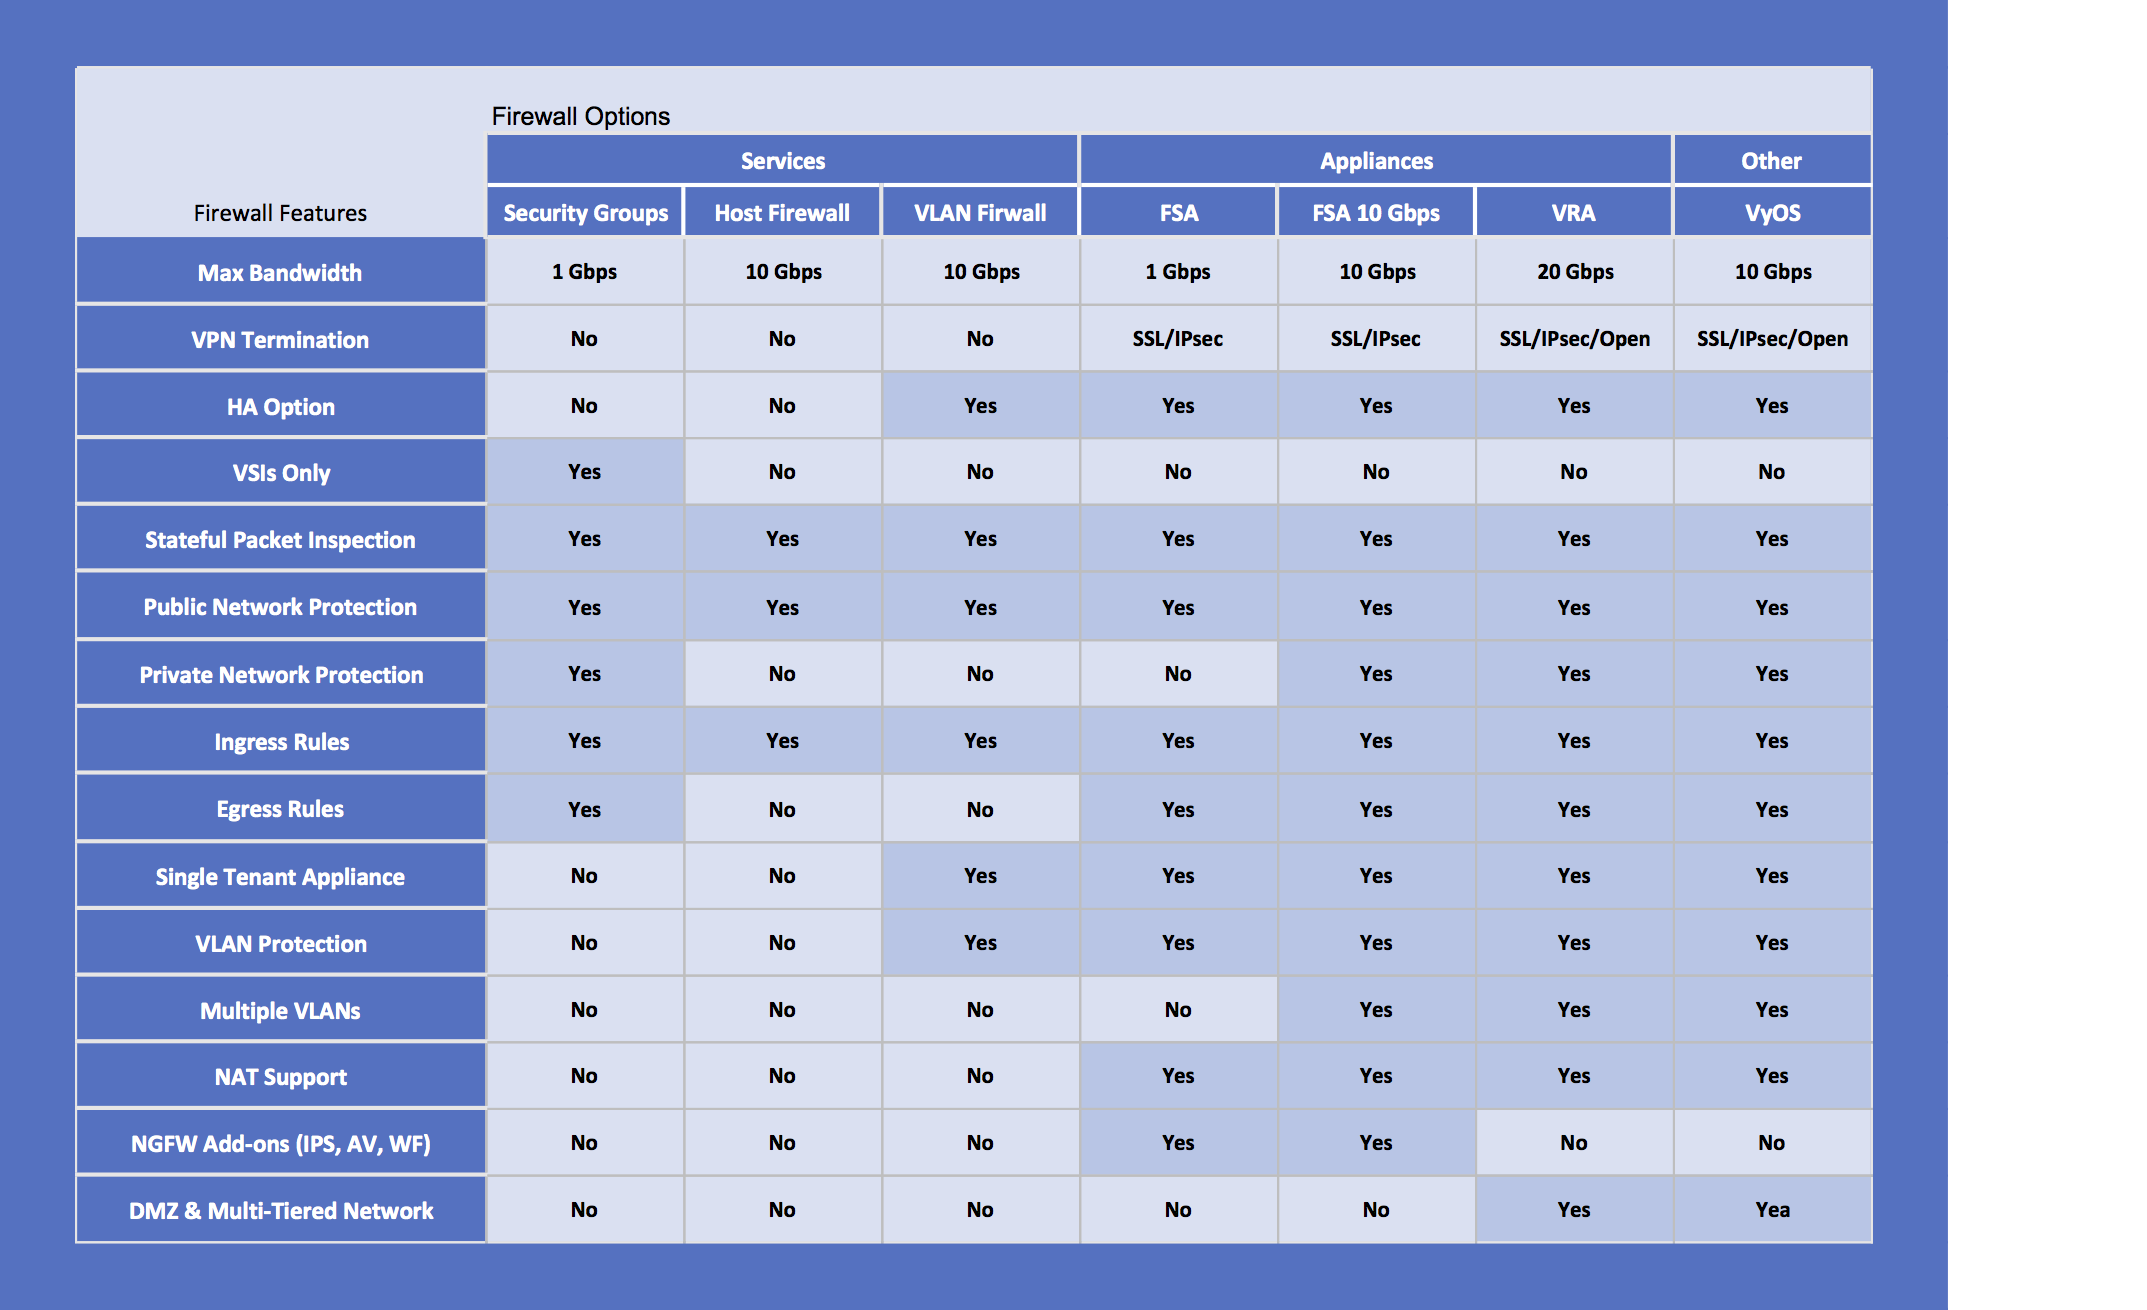 Firewall Options
Services Appliances Other
Firewall Features Security Groups Host Firewall VLAN Firwall FSA FSA 10 Gbps VRA VyOS
Max Bandwidth 1 Gbps 10 Gbps 10 Gbps 1 Gbps 10 Gbps 20 Gbps 10 Gbps
VPN Termination No No No SSL/IPsec SSL/IPsec SSL/IPsec/Open SSL/IPsec/Open
HA Option No No Yes Yes Yes Yes Yes
VSIs Only Yes No No No No No No
Stateful Packet Inspection Yes Yes Yes Yes Yes Yes Yes
Public Network Protection Yes Yes Yes Yes Yes Yes Yes
Private Network Protection Yes No No No Yes Yes Yes
Ingress Rules Yes Yes Yes Yes Yes Yes Yes
Egress Rules Yes No No Yes Yes Yes Yes
Single Tenant Appliance No No Yes Yes Yes Yes Yes
VLAN Protection No No Yes Yes Yes Yes Yes
Multiple VLANs No No No No Yes Yes Yes
NAT Support No No No Yes Yes Yes Yes
NGFW Add-ons (IPS, AV, WF) No No No Yes Yes No No
DMZ & Multi-Tiered Network No No No No No Yes Yea